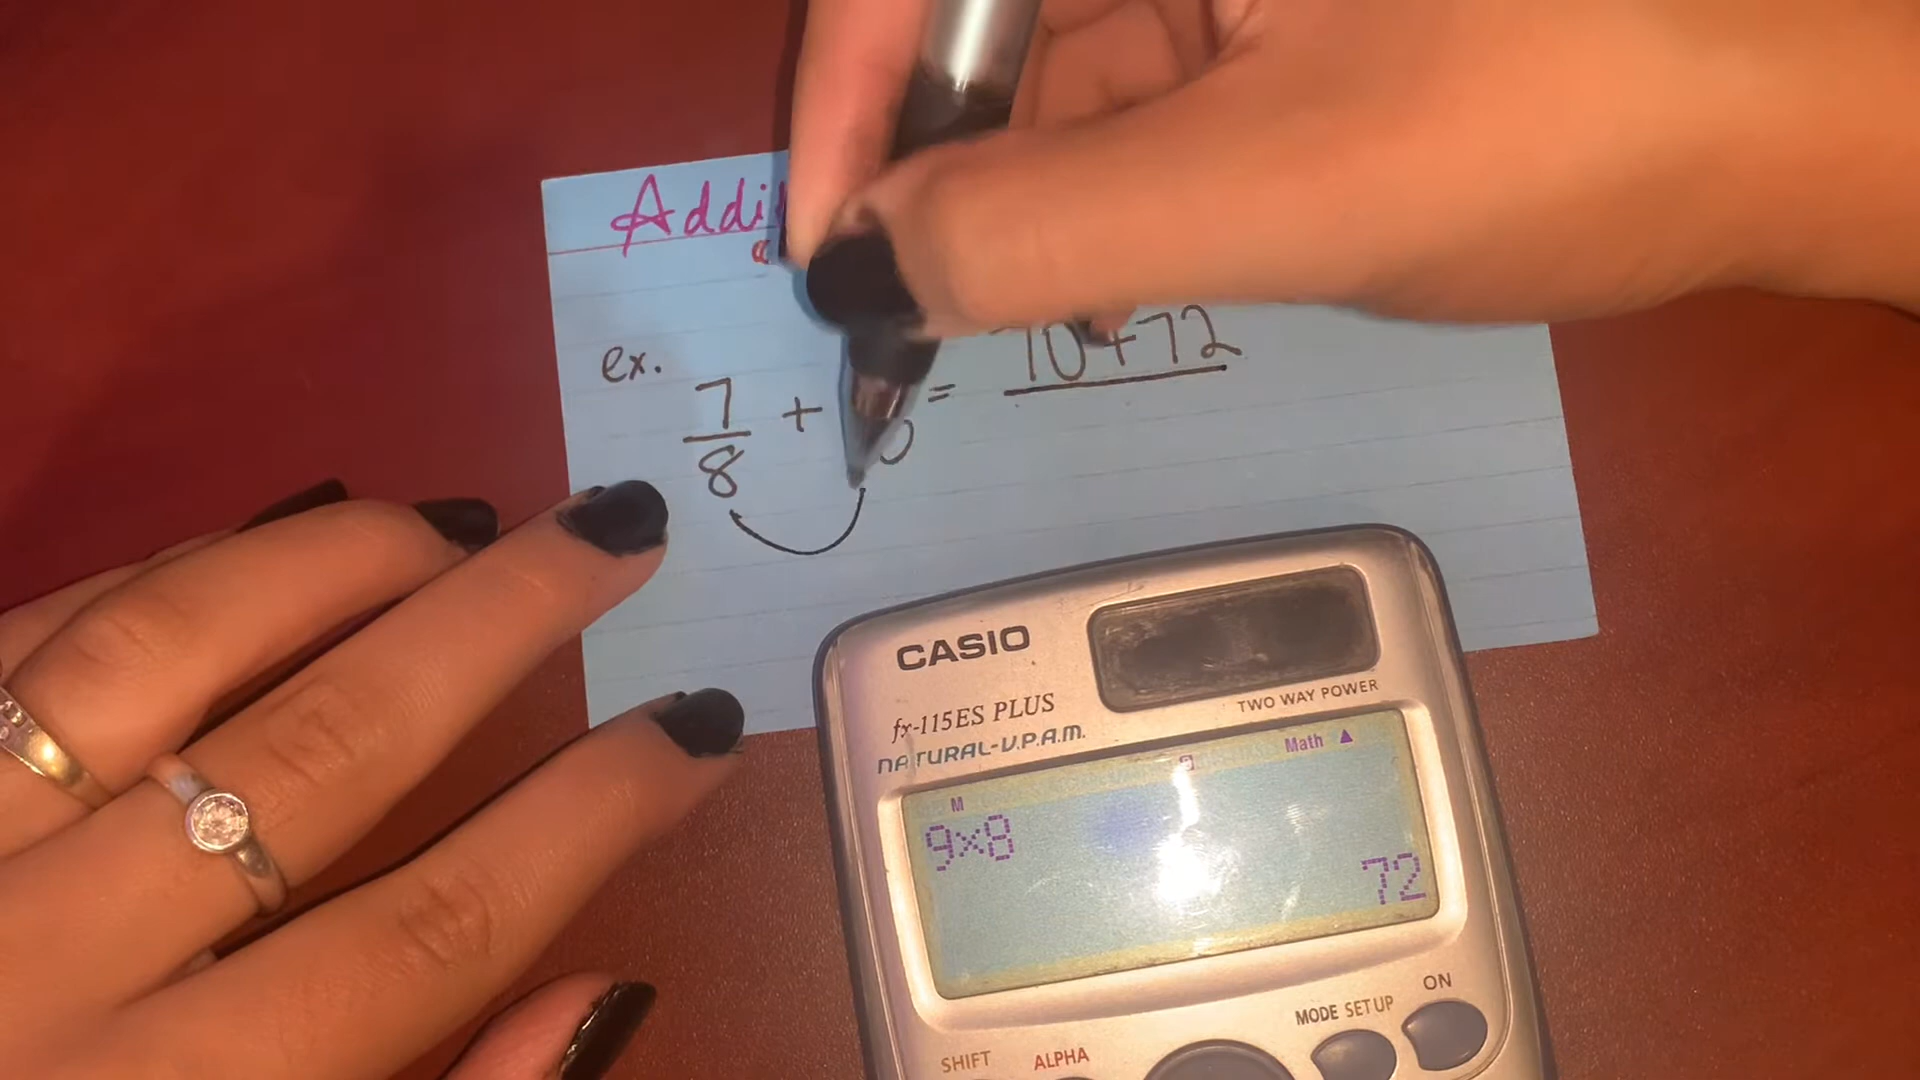 Addi
ex.
7/8 + = 70+72
CASIO
fx-115ES PLUS
TWO WAY POWER
NATURAL-V.P.A.M.
M Math ▲
9×8
72
ON
MODE SETUP
SHIFT ALPHA